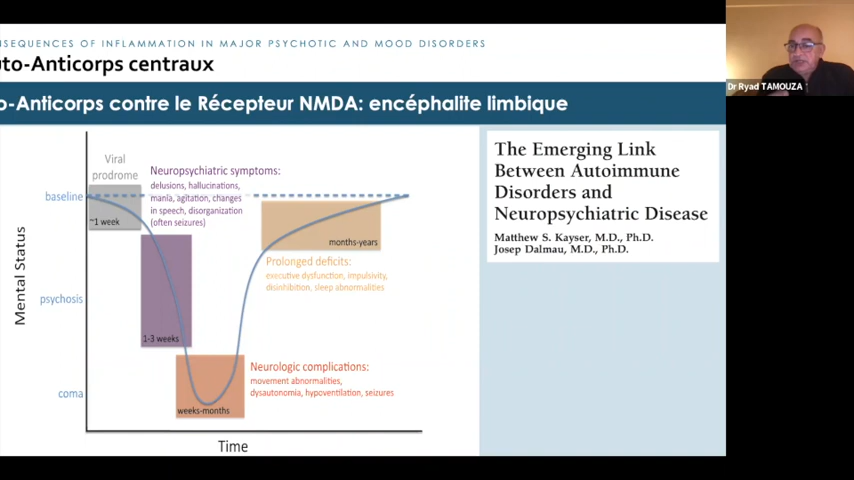 NSEQUENCES OF INFLAMMATION IN MAJOR PSYCHOTIC AND MOOD DISORDERS
uto-Anticorps centraux
o-Anticorps contre le Récepteur NMDA: encéphalite limbique
Dr Ryad TAMOUZA
Viral
prodrome
~1 week
Neuropsychiatric symptoms:
delusions, hallucinations,
mania, agitation, changes
in speech, disorganization
(often seizures)
baseline
psychosis
coma
Mental Status
1-3 weeks
weeks-months
months-years
Prolonged deficits:
executive dysfunction, impulsivity,
disinhibition, sleep abnormalities
Neurologic complications:
movement abnormalities,
dysautonomia, hypoventilation, seizures
Time
The Emerging Link
Between Autoimmune
Disorders and
Neuropsychiatric Disease
Matthew S. Kayser, M.D., Ph.D.
Josep Dalmau, M.D., Ph.D.